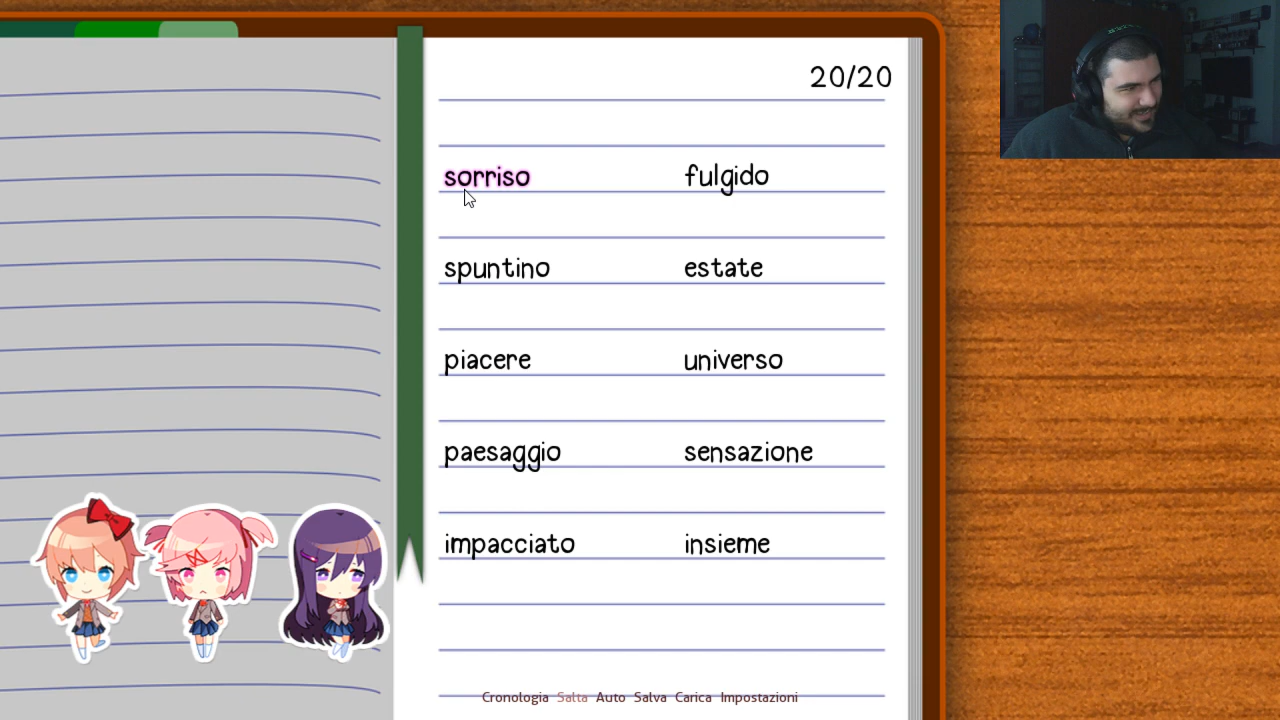 20/20
sorriso fulgido
spuntino estate
piacere universo
paesaggio sensazione
impacciato insieme
Cronologia Salta Auto Salva Carica Impostazioni